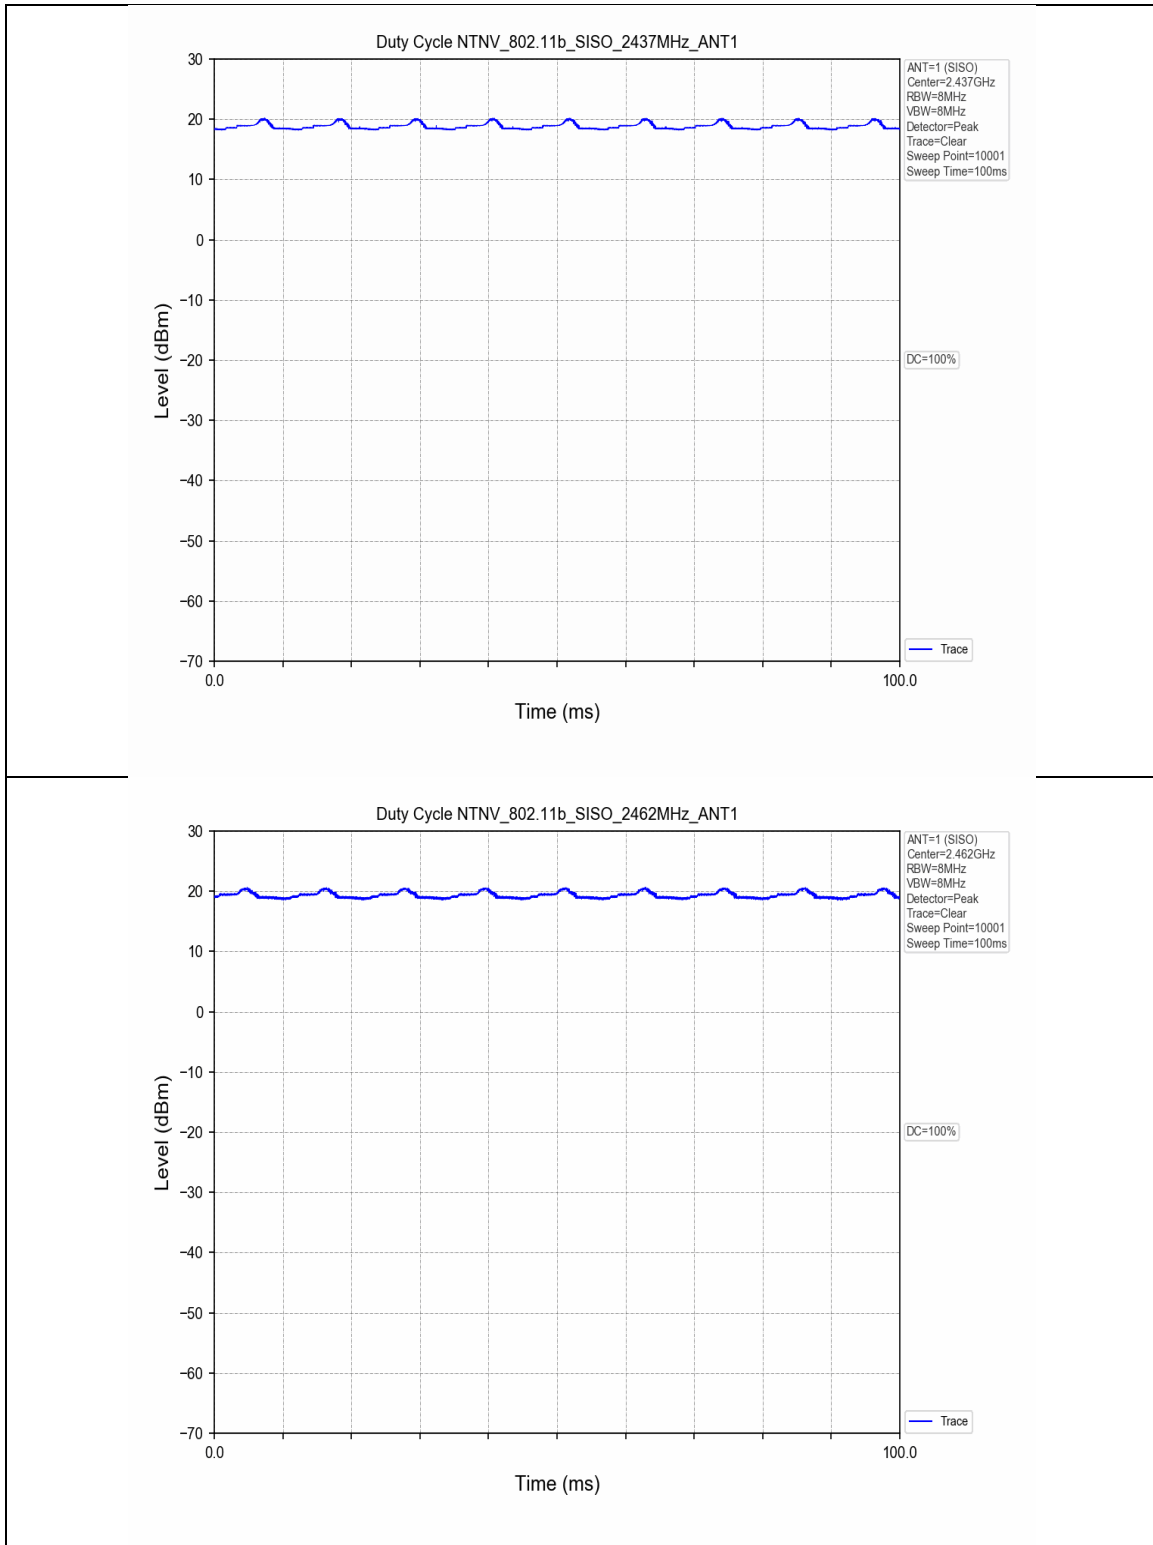 Duty Cycle NTNV_802.11b_SISO_2437MHz_ANT1
30
20
10
0
−10
−20
−30
−40
−50
−60
−70
Level (dBm)
0.0
100.0
Time (ms)
ANT=1 (SISO)
Center=2.437GHz
RBW=8MHz
VBW=8MHz
Detector=Peak
Trace=Clear
Sweep Point=10001
Sweep Time=100ms
DC=100%
Trace
Duty Cycle NTNV_802.11b_SISO_2462MHz_ANT1
30
20
10
0
−10
−20
−30
−40
−50
−60
−70
Level (dBm)
0.0
100.0
Time (ms)
ANT=1 (SISO)
Center=2.462GHz
RBW=8MHz
VBW=8MHz
Detector=Peak
Trace=Clear
Sweep Point=10001
Sweep Time=100ms
DC=100%
Trace